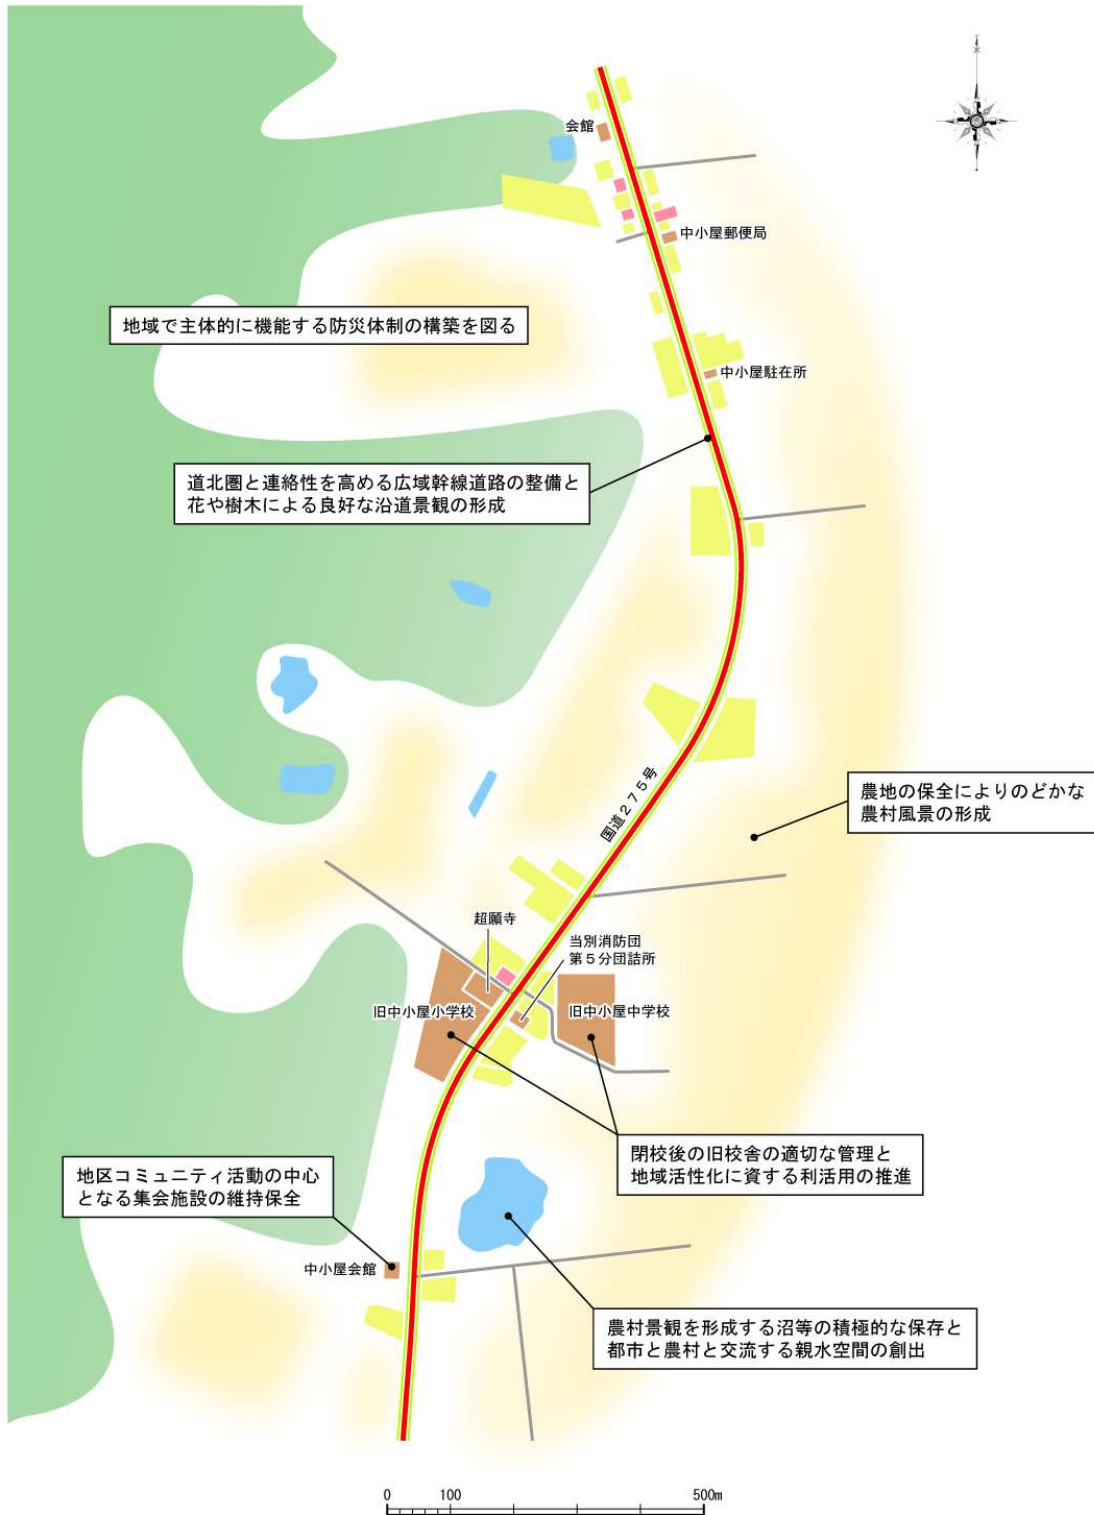 会館
中小屋郵便局
地域で主体的に機能する防災体制の構築を図る
中小屋駐在所
道北圏と連絡性を高める広域幹線道路の整備と
花や樹木による良好な沿道景観の形成
国道275号
農地の保全によりのどかな
農村風景の形成
超願寺
当別消防団
第5分団詰所
旧中小屋小学校
旧中小屋中学校
閉校後の旧校舎の適切な管理と
地域活性化に資する利活用の推進
地区コミュニティ活動の中心
となる集会施設の維持保全
中小屋会館
農村景観を形成する沼等の積極的な保存と
都市と農村と交流する親水空間の創出
0 100 500m